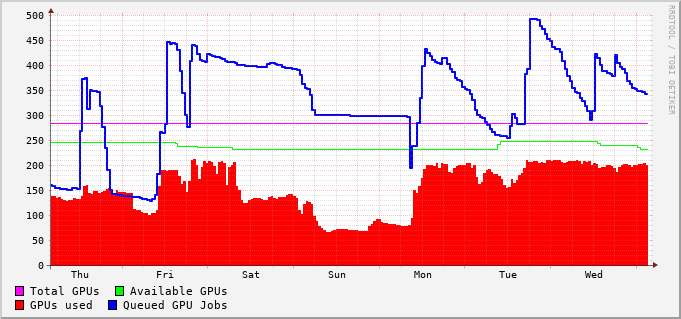 500
450
400
350
300
250
200
150
100
50
0
Thu Fri Sat Sun Mon Tue Wed
Total GPUs Available GPUs
GPUs used Queued GPU Jobs
RRDTOOL / TOBI OETIKER